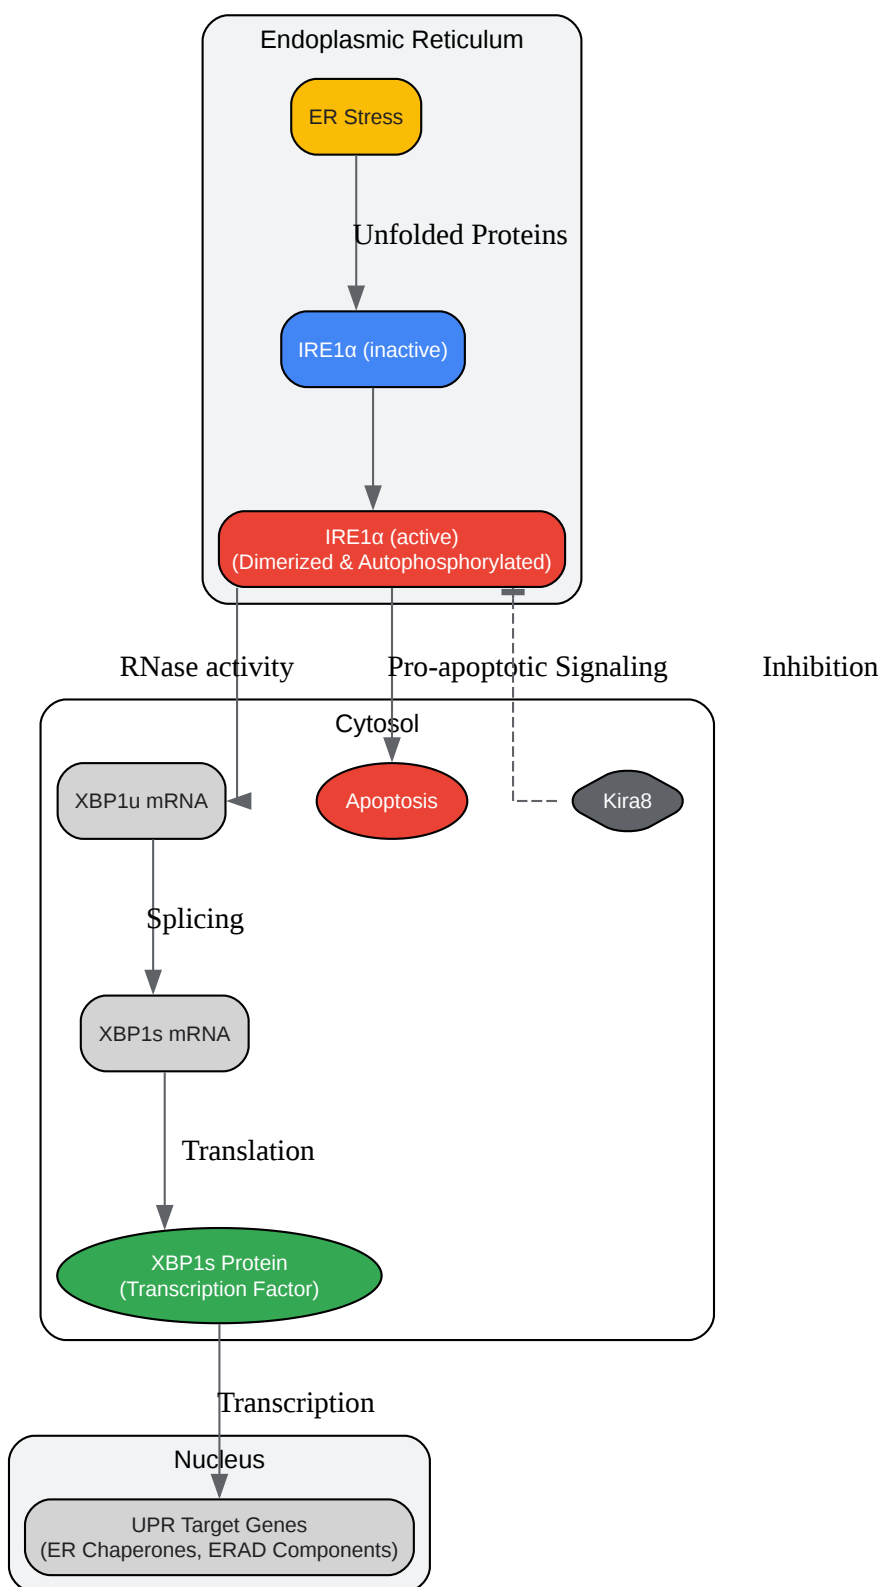 Endoplasmic Reticulum
ER Stress
Unfolded Proteins
IRE1α (inactive)
IRE1α (active)
(Dimerized & Autophosphorylated)
RNase activity
Pro-apoptotic Signaling
Inhibition
Cytosol
XBP1u mRNA
Apoptosis
Kira8
Splicing
XBP1s mRNA
Translation
XBP1s Protein
(Transcription Factor)
Transcription
Nucleus
UPR Target Genes
(ER Chaperones, ERAD Components)